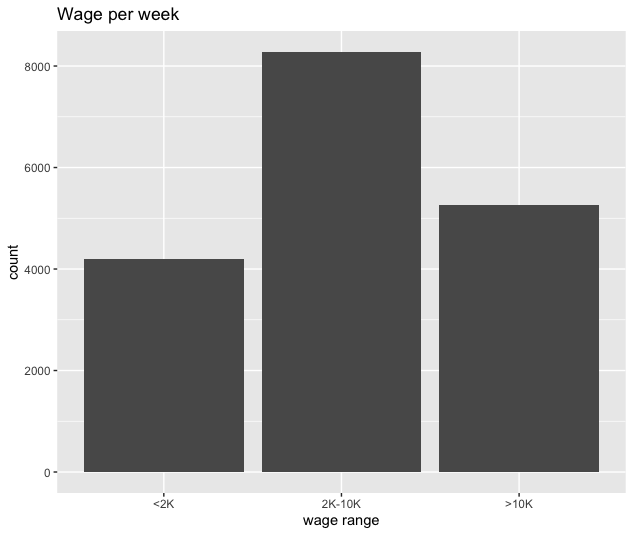 Wage per week
8000
6000
4000
2000
0
count
<2K
2K-10K
>10K
wage range